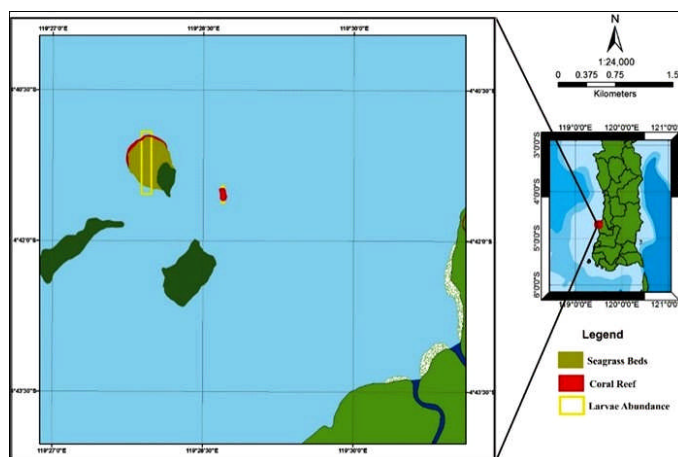 119°27'0"E 119°28'30"E 119°30'0"E
N
1:24,000
0 0.375 0.75 1.5
Kilometers
4°40'30"S 4°40'30"S
119°0'0"E 120°0'0"E 121°0'0"E
3°0'0"S
4°0'0"S
5°0'0"S
6°0'0"S
4°42'0"S 4°42'0"S
119°0'0"E 120°0'0"E 121°0'0"E
Legend
Seagrass Beds
Coral Reef
Larvae Abundance
4°43'30"S 4°43'30"S
119°27'0"E 119°28'30"E 119°30'0"E